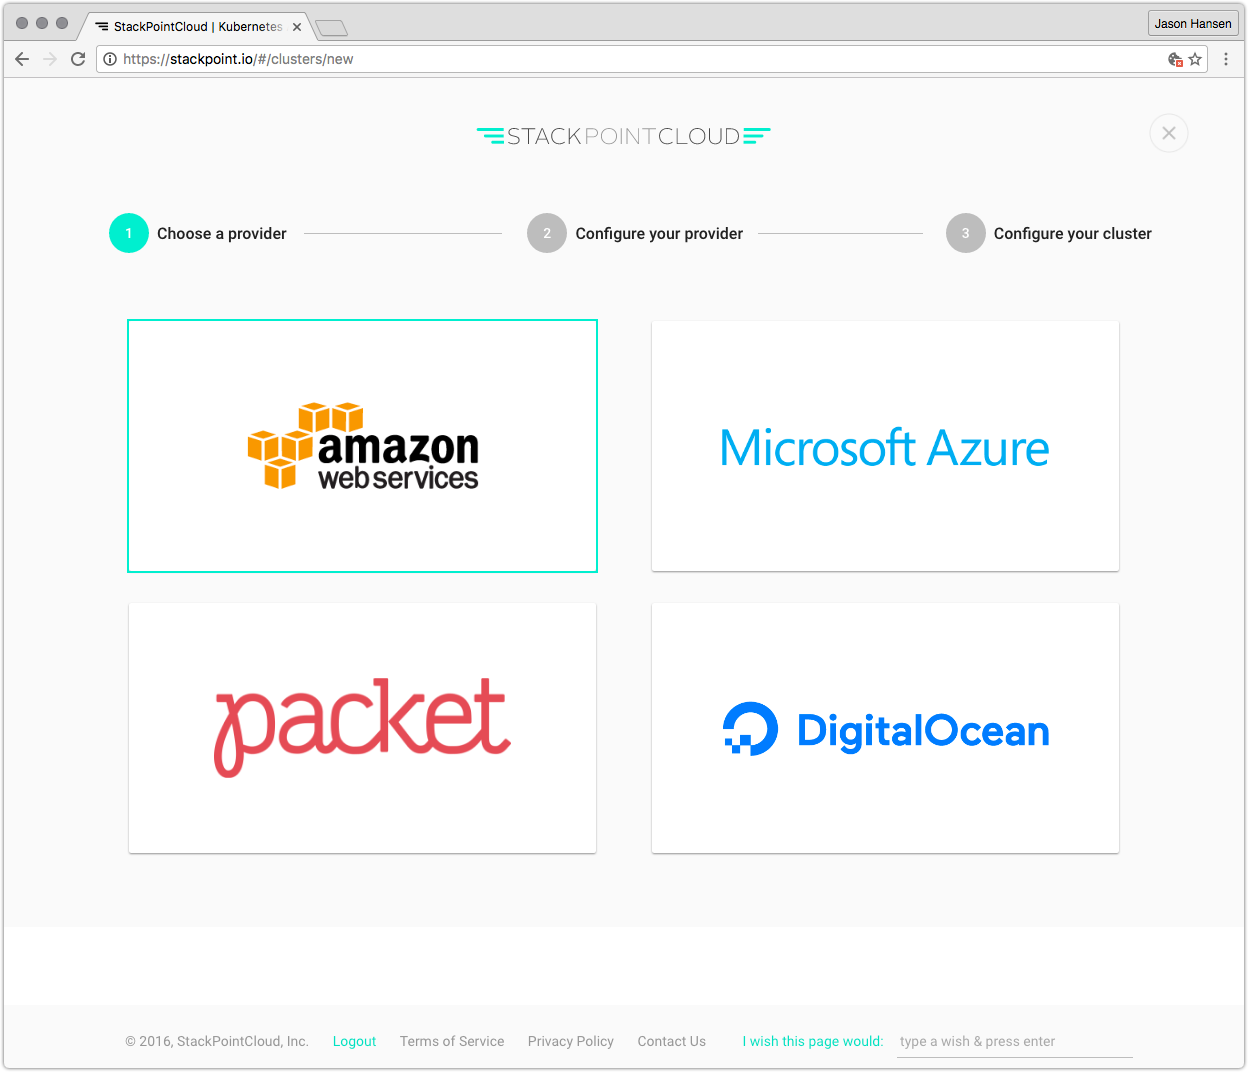 StackPointCloud | Kubernetes
Jason Hansen
https://stackpoint.io/#/clusters/new
STACKPOINTCLOUD
1 Choose a provider
2 Configure your provider
3 Configure your cluster
amazon
web services
Microsoft Azure
packet
DigitalOcean
© 2016, StackPointCloud, Inc. Logout Terms of Service Privacy Policy Contact Us I wish this page would: type a wish & press enter